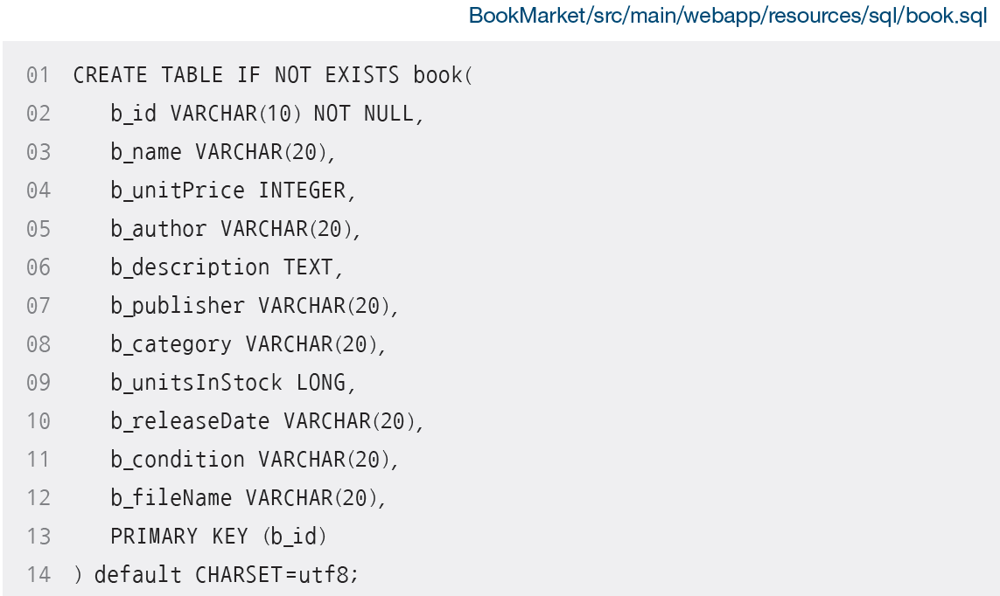 BookMarket/src/main/webapp/resources/sql/book.sql
01 CREATE TABLE IF NOT EXISTS book(
02 b_id VARCHAR(10) NOT NULL,
03 b_name VARCHAR(20),
04 b_unitPrice INTEGER,
05 b_author VARCHAR(20),
06 b_description TEXT,
07 b_publisher VARCHAR(20),
08 b_category VARCHAR(20),
09 b_unitsInStock LONG,
10 b_releaseDate VARCHAR(20),
11 b_condition VARCHAR(20),
12 b_fileName VARCHAR(20),
13 PRIMARY KEY (b_id)
14 ) default CHARSET=utf8;